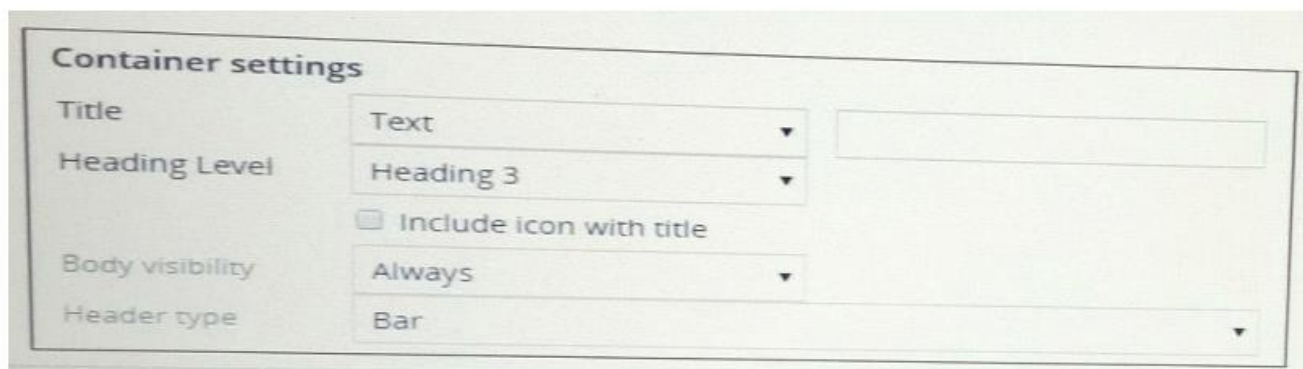 Container settings
Title Text
Heading Level Heading 3
Include icon with title
Body visibility Always
Header type Bar